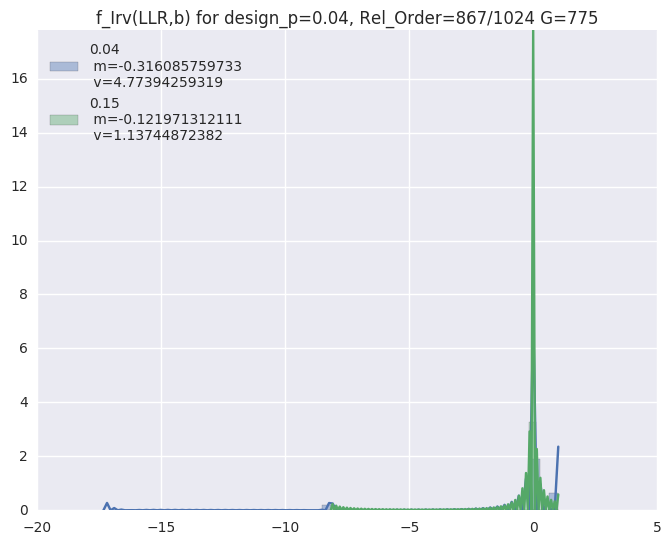 f_Irv(LLR,b) for design_p=0.04, Rel_Order=867/1024 G=775
0.04
m=-0.316085759733
v=4.77394259319
0.15
m=-0.121971312111
v=1.13744872382
16
14
12
10
8
6
4
2
0
−20 −15 −10 −5 0 5